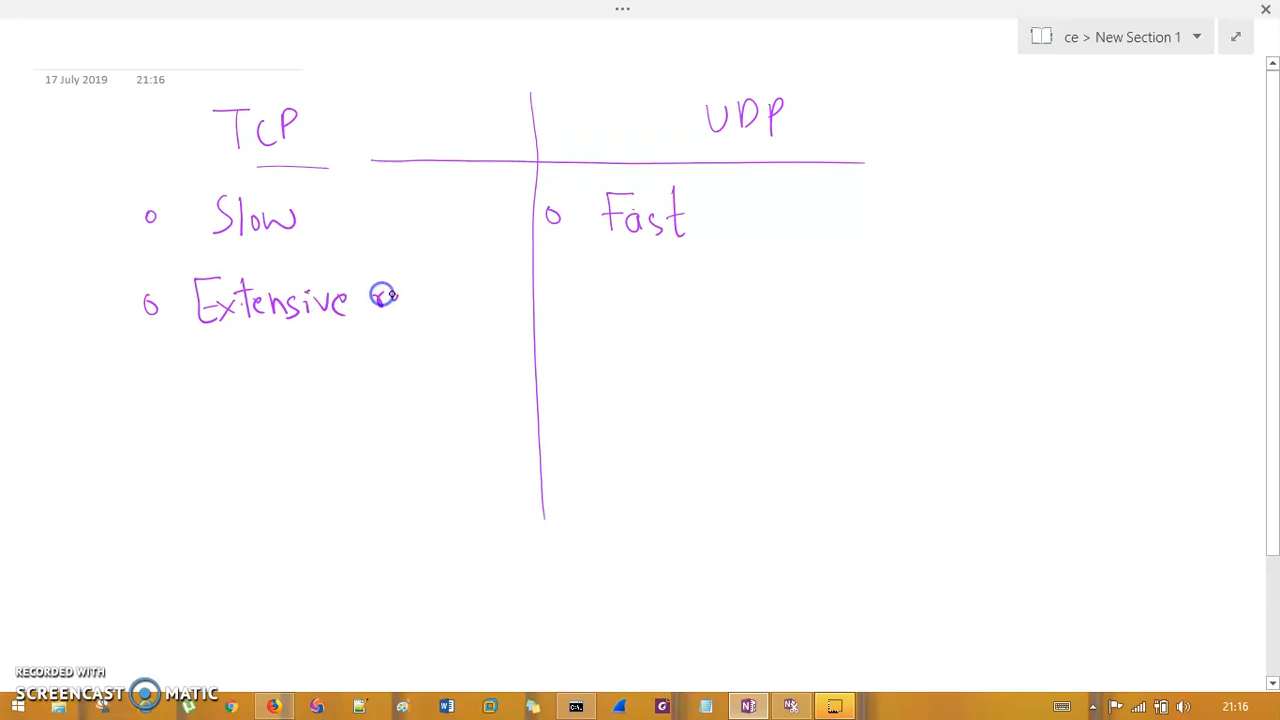 ce > New Section 1
17 July 2019 21:16
TCP UDP
o Slow o Fast
o Extensive re
RECORDED WITH
SCREENCAST MATIC
21:16